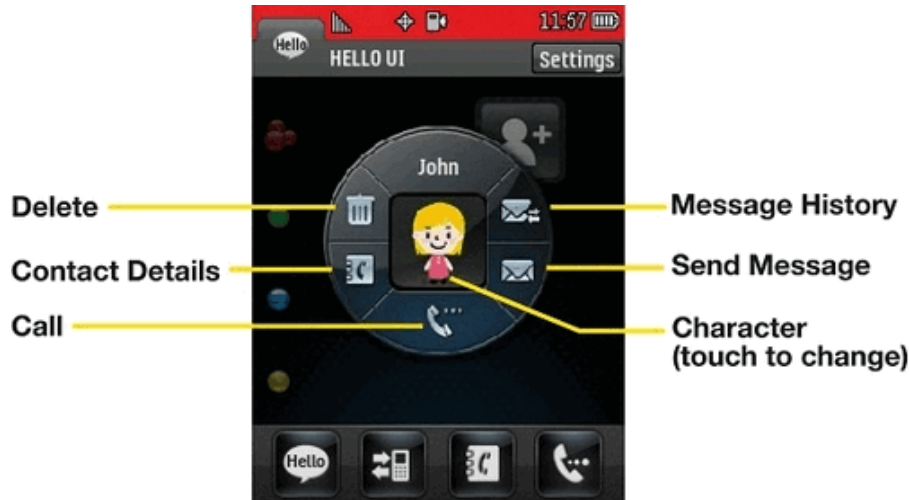 Hello
11:57
HELLO UI
Settings
John
Delete
Message History
Contact Details
Send Message
Call
Character
(touch to change)
Hello